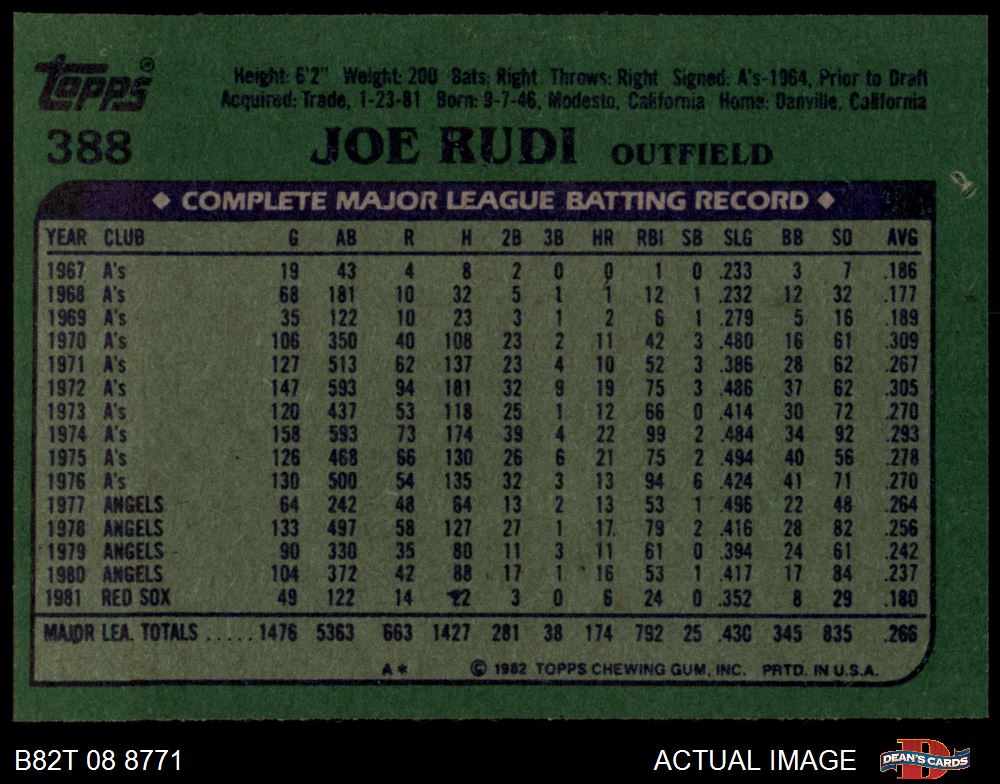 Topps®
Height: 6'2" Weight: 200 Bats: Right Throws: Right Signed: A's-1964, Prior to Draft
Acquired: Trade, 1-23-81 Born: 9-7-46, Modesto, California Home: Danville, California
388 JOE RUDI OUTFIELD
◆ COMPLETE MAJOR LEAGUE BATTING RECORD ◆
YEAR CLUB G AB R H 2B 3B HR RBI SB SLG BB SO AVG
1967 A's 19 43 4 8 2 0 0 1 0 .233 3 7 .186
1968 A's 68 181 10 32 5 1 1 12 1 .232 12 32 .177
1969 A's 35 122 10 23 3 1 2 6 1 .279 5 16 .189
1970 A's 106 350 40 108 23 2 11 42 3 .480 16 61 .309
1971 A's 127 513 62 137 23 4 10 52 3 .386 28 62 .267
1972 A's 147 593 94 181 32 9 19 75 3 .486 37 62 .305
1973 A's 120 437 53 118 25 1 12 66 0 .414 30 72 .270
1974 A's 158 593 73 174 39 4 22 99 2 .484 34 92 .293
1975 A's 126 468 66 130 26 6 21 75 2 .494 40 56 .278
1976 A's 130 500 54 135 32 3 13 94 6 .424 41 71 .270
1977 ANGELS 64 242 48 64 13 2 13 53 1 .496 22 48 .264
1978 ANGELS 133 497 58 127 27 1 17 79 2 .416 28 82 .256
1979 ANGELS 90 330 35 80 11 3 11 61 0 .394 24 61 .242
1980 ANGELS 104 372 42 88 17 1 16 53 1 .417 17 84 .237
1981 RED SOX 49 122 14 22 3 0 6 24 0 .352 8 29 .180
MAJOR LEA. TOTALS ..... 1476 5363 663 1427 281 38 174 792 25 .430 345 835 .266
A* © 1982 TOPPS CHEWING GUM, INC. PRTD. IN U.S.A.
B82T 08 8771 ACTUAL IMAGE DEAN'S CARDS